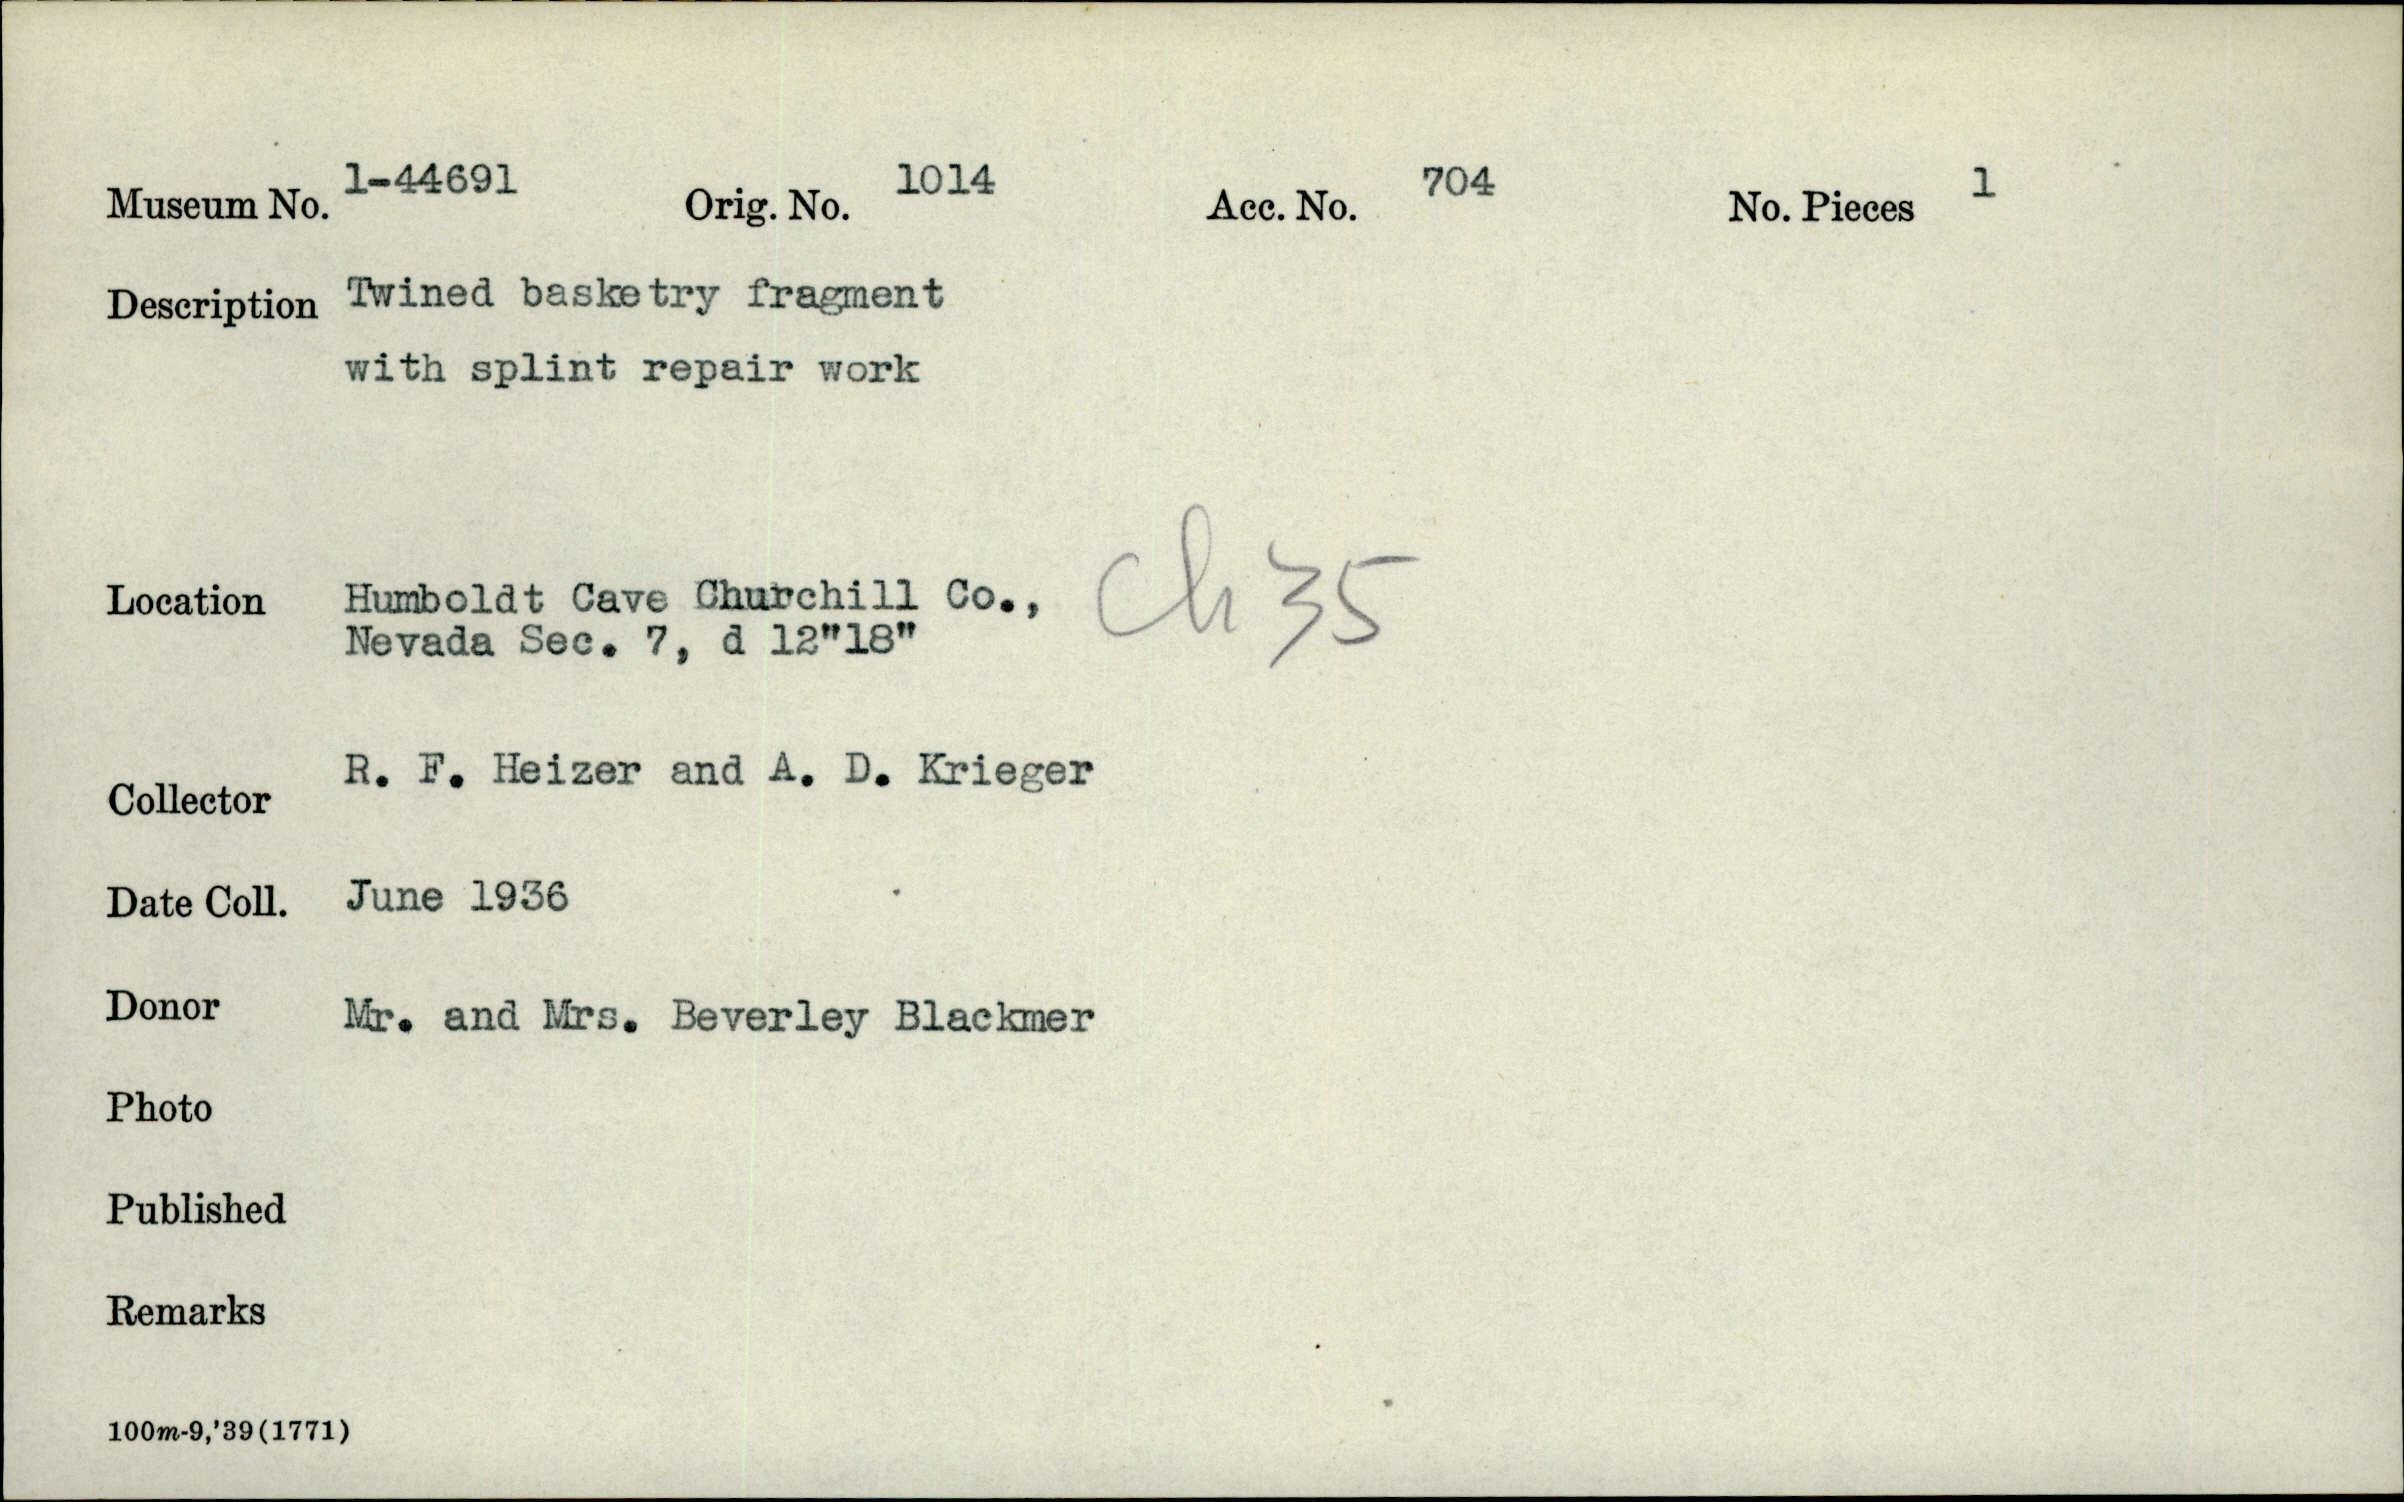 Museum No. 1-44691 Orig. No. 1014 Acc. No. 704 No. Pieces 1
Description Twined basketry fragment
with splint repair work
Location Humboldt Cave Churchill Co.,
Nevada Sec. 7, d 12"18"
Ch 35
Collector R. F. Heizer and A. D. Krieger
Date Coll. June 1936
Donor Mr. and Mrs. Beverley Blackmer
Photo
Published
Remarks
100m-9,'39(1771)